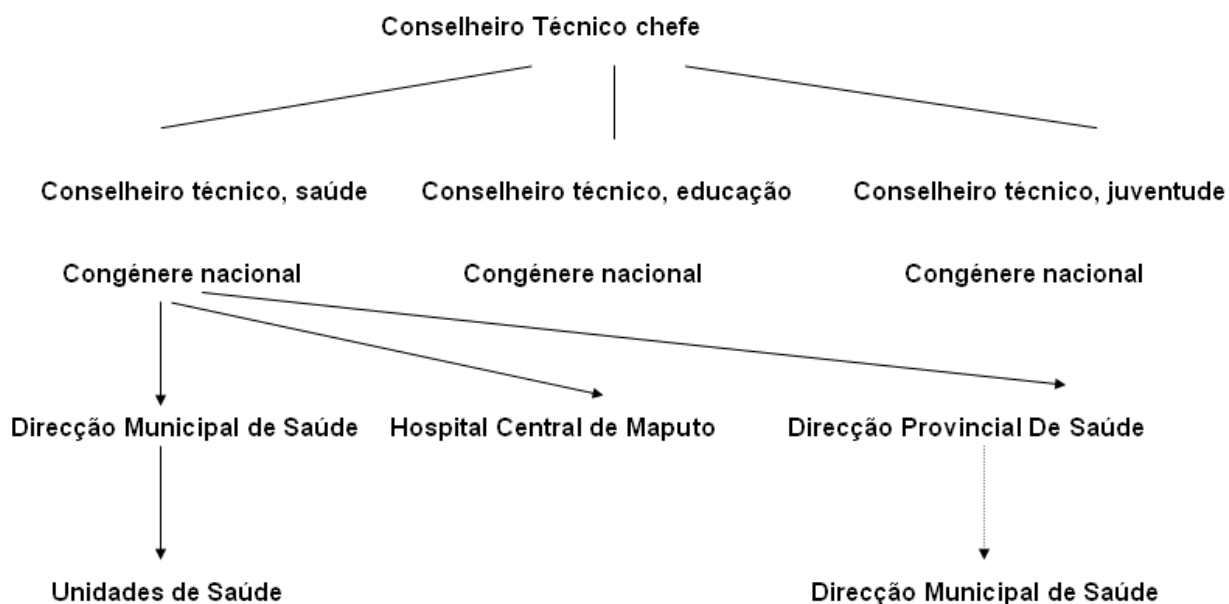 Conselheiro Técnico chefe
Conselheiro técnico, saúde
Conselheiro técnico, educação
Conselheiro técnico, juventude
Congénere nacional
Congénere nacional
Congénere nacional
Direcção Municipal de Saúde
Hospital Central de Maputo
Direcção Provincial De Saúde
Unidades de Saúde
Direcção Municipal de Saúde